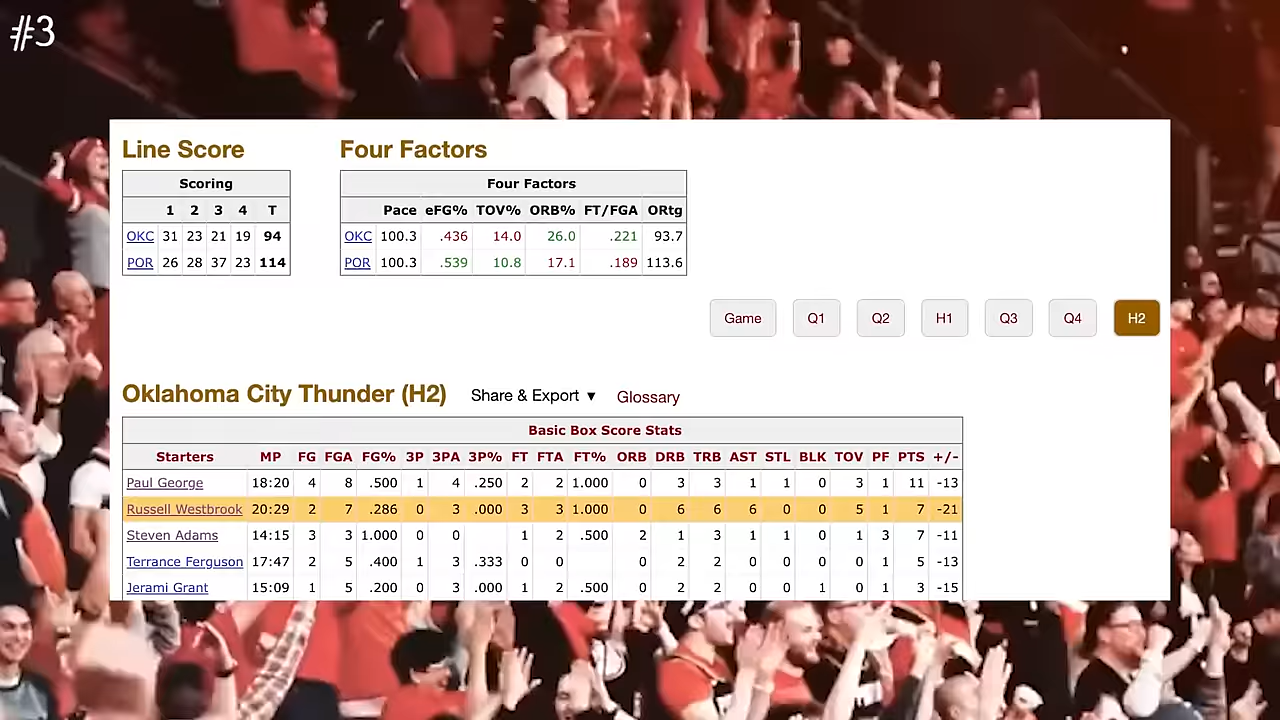 #3
Line Score
Four Factors
Scoring
1 2 3 4 T
OKC 31 23 21 19 94
POR 26 28 37 23 114
Four Factors
Pace eFG% TOV% ORB% FT/FGA ORtg
OKC 100.3 .436 14.0 26.0 .221 93.7
POR 100.3 .539 10.8 17.1 .189 113.6
Game Q1 Q2 H1 Q3 Q4 H2
Oklahoma City Thunder (H2) Share & Export ▼ Glossary
Basic Box Score Stats
Starters MP FG FGA FG% 3P 3PA 3P% FT FTA FT% ORB DRB TRB AST STL BLK TOV PF PTS +/-
Paul George 18:20 4 8 .500 1 4 .250 2 2 1.000 0 3 3 1 1 0 3 1 11 -13
Russell Westbrook 20:29 2 7 .286 0 3 .000 3 3 1.000 0 6 6 6 0 0 5 1 7 -21
Steven Adams 14:15 3 3 1.000 0 0 1 2 .500 2 1 3 1 1 0 1 3 7 -11
Terrance Ferguson 17:47 2 5 .400 1 3 .333 0 0 0 2 2 0 0 0 0 1 5 -13
Jerami Grant 15:09 1 5 .200 0 3 .000 1 2 .500 0 2 2 0 0 1 0 1 3 -15